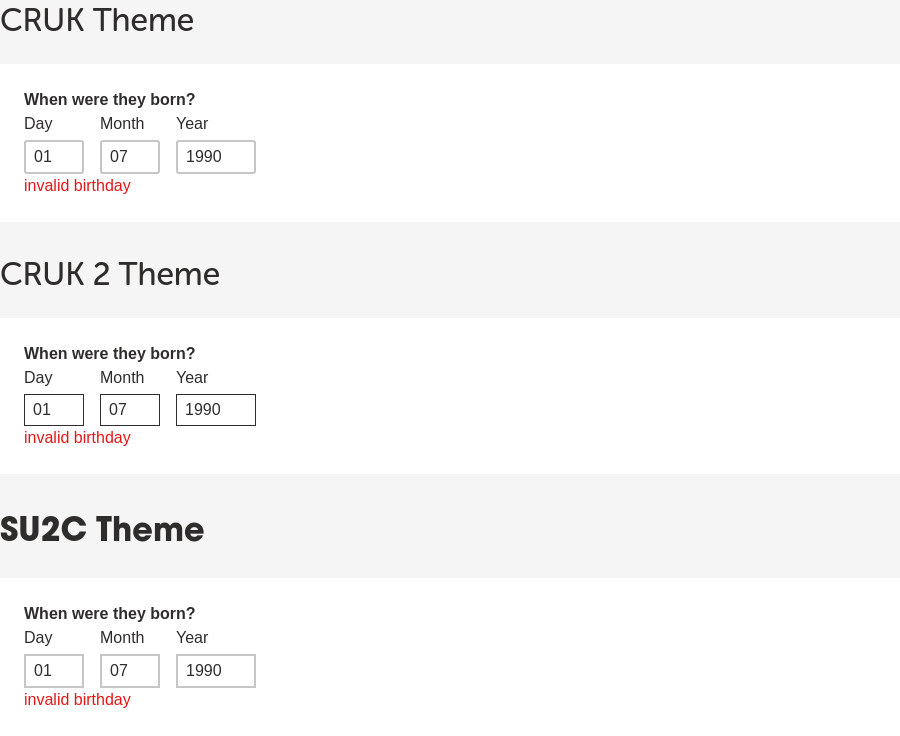 CRUK Theme
When were they born?
Day Month Year
01 07 1990
invalid birthday
CRUK 2 Theme
When were they born?
Day Month Year
01 07 1990
invalid birthday
SU2C Theme
When were they born?
Day Month Year
01 07 1990
invalid birthday